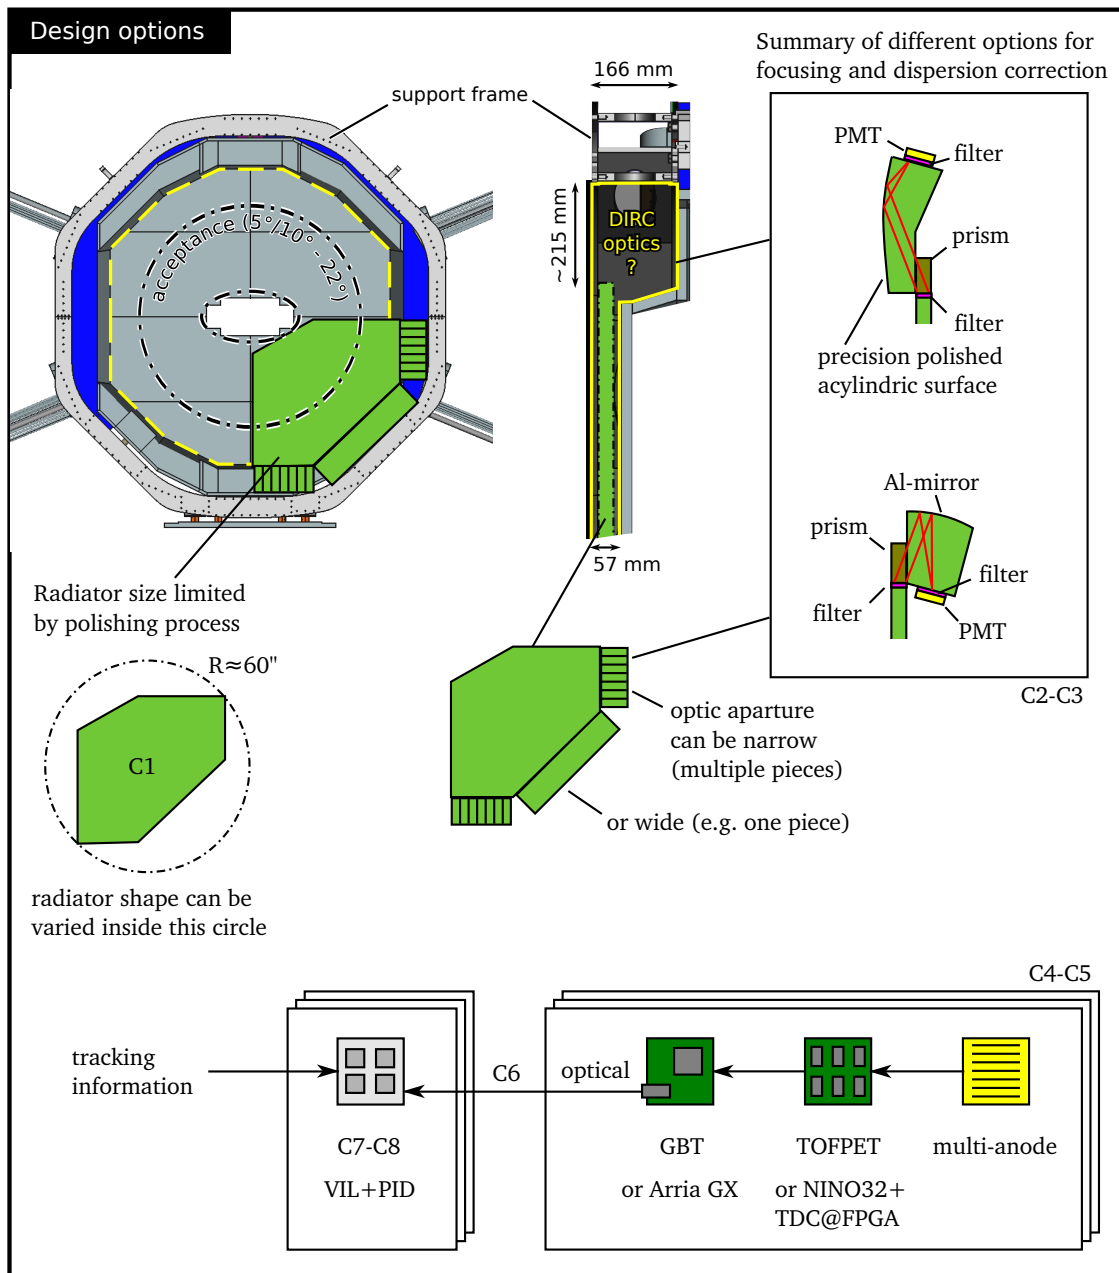 Design options
support frame
166 mm
Summary of different options for
focusing and dispersion correction
acceptance (5°/10° - 22°)
~215 mm
DIRC
optics
?
PMT
filter
prism
filter
precision polished
acylindric surface
Al-mirror
prism
filter
filter
PMT
C2-C3
57 mm
Radiator size limited
by polishing process
R≈60"
C1
radiator shape can be
varied inside this circle
optic aparture
can be narrow
(multiple pieces)
or wide (e.g. one piece)
C4-C5
tracking
information
C6
optical
C7-C8
VIL+PID
GBT
or Arria GX
TOFPET
or NINO32+
TDC@FPGA
multi-anode